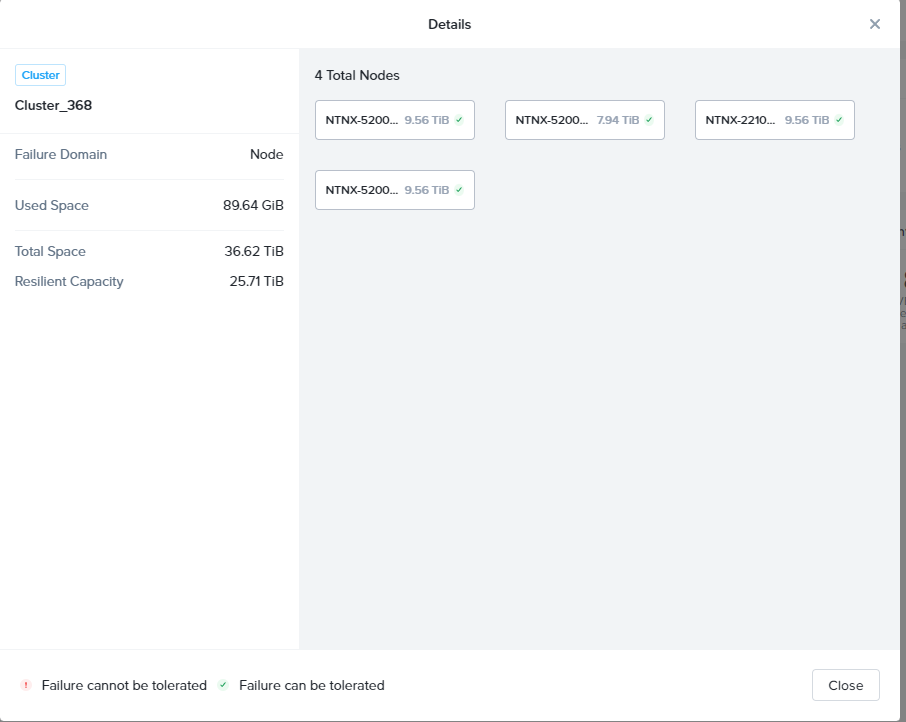 Details
Cluster
Cluster_368
Failure Domain Node
Used Space 89.64 GiB
Total Space 36.62 TiB
Resilient Capacity 25.71 TiB
4 Total Nodes
NTNX-5200... 9.56 TiB
NTNX-5200... 7.94 TiB
NTNX-2210... 9.56 TiB
NTNX-5200... 9.56 TiB
Failure cannot be tolerated
Failure can be tolerated
Close